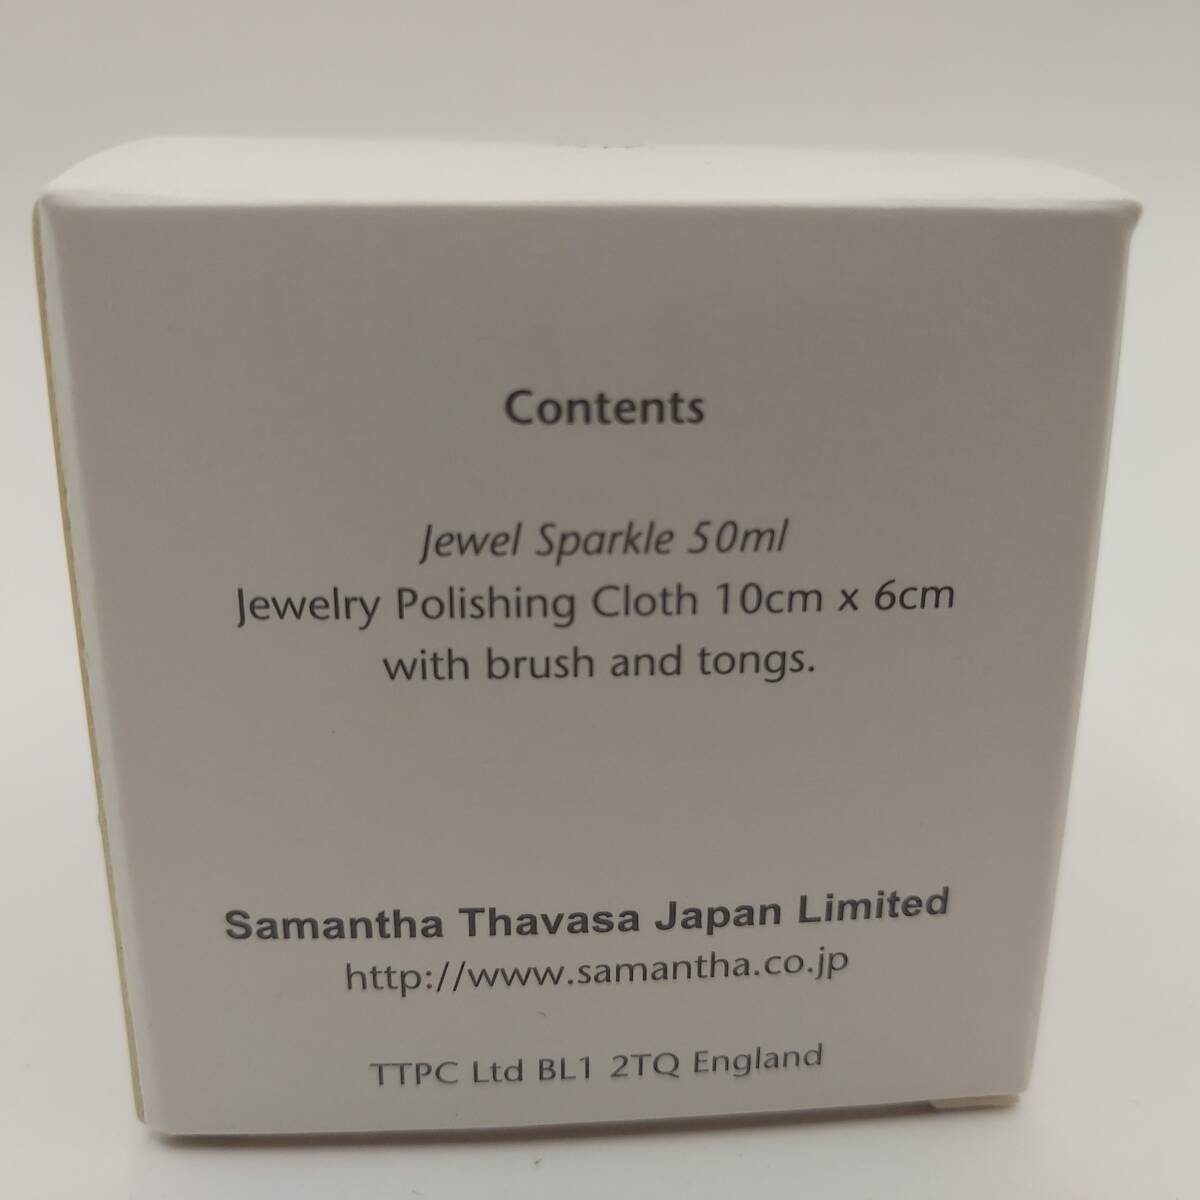 Contents
Jewel Sparkle 50ml
Jewelry Polishing Cloth 10cm x 6cm
with brush and tongs.
Samantha Thavasa Japan Limited
http://www.samantha.co.jp
TTPC Ltd BL1 2TQ England